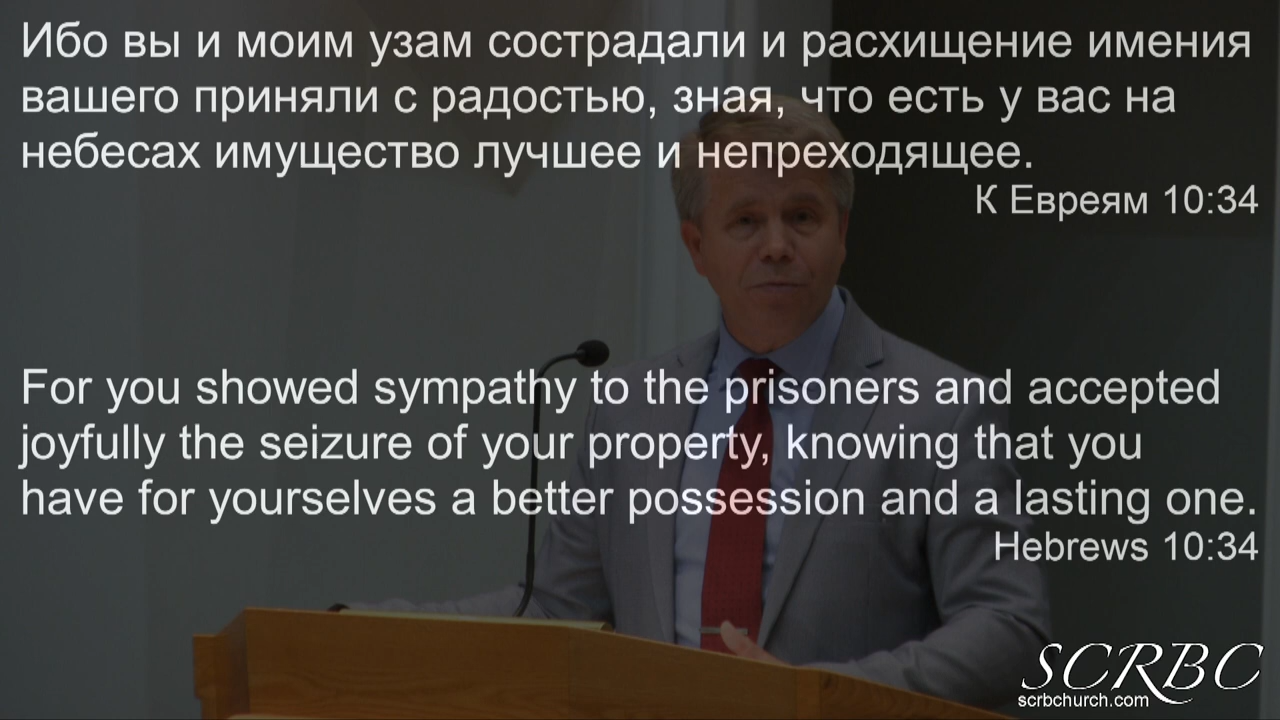 Ибо вы и моим узам сострадали и расхищение имения
вашего приняли с радостью, зная, что есть у вас на
небесах имущество лучшее и непреходящее.
К Евреям 10:34
For you showed sympathy to the prisoners and accepted
joyfully the seizure of your property, knowing that you
have for yourselves a better possession and a lasting one.
Hebrews 10:34
SCRBC
scrbchurch.com